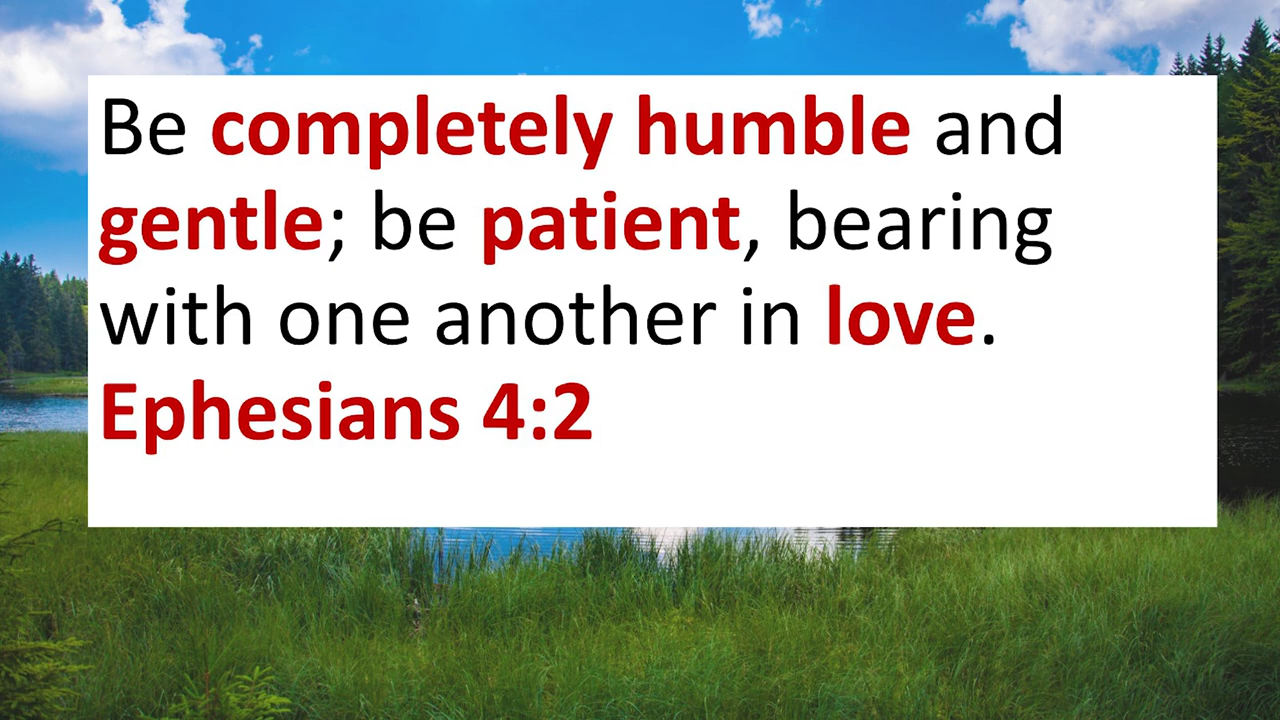 Be completely humble and
gentle; be patient, bearing
with one another in love.
Ephesians 4:2